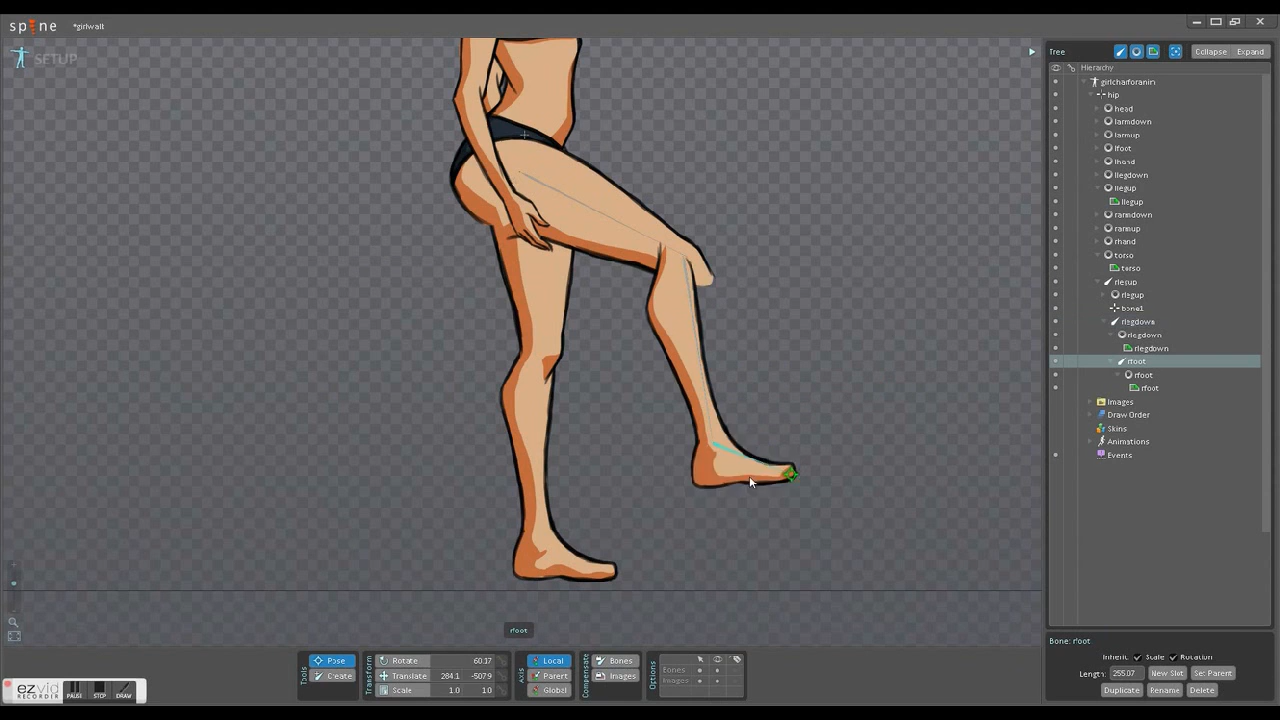 spine *girlwalt
SETUP
Tree Collapse Expand
Hierarchy
girlcharforanin
hip
head
larmdown
larmup
lfoot
lhand
llegdown
llegup
llegup
rarmdown
rarmup
rhand
torso
torso
rlegup
rlegup
bone1
rlegdown
rlegdown
rlegdown
rfoot
rfoot
rfoot
Images
Draw Order
Skins
Animations
Events
rfoot
Bone: rfoot
Inherit: Scale Rotation
Length: 255.07 New Slot Set Parent
Duplicate Rename Delete
Tools
Pose
Create
Transform
Rotate 60.17
Translate 284.1 -507.9
Scale 1.0 1.0
Axis
Local
Parent
Global
Compensate
Bones
Images
Options
Bones
Images
ezvid
RECORDER
PAUSE STOP DRAW